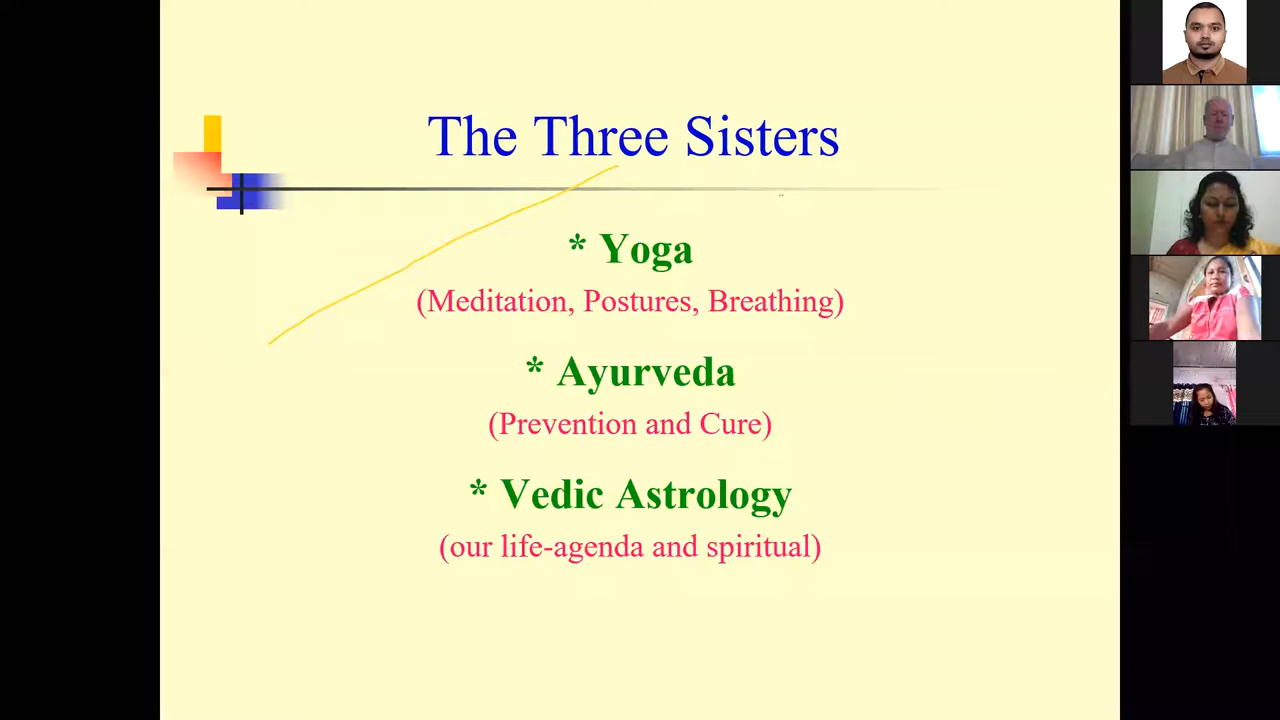 The Three Sisters
* Yoga
(Meditation, Postures, Breathing)
* Ayurveda
(Prevention and Cure)
* Vedic Astrology
(our life-agenda and spiritual)